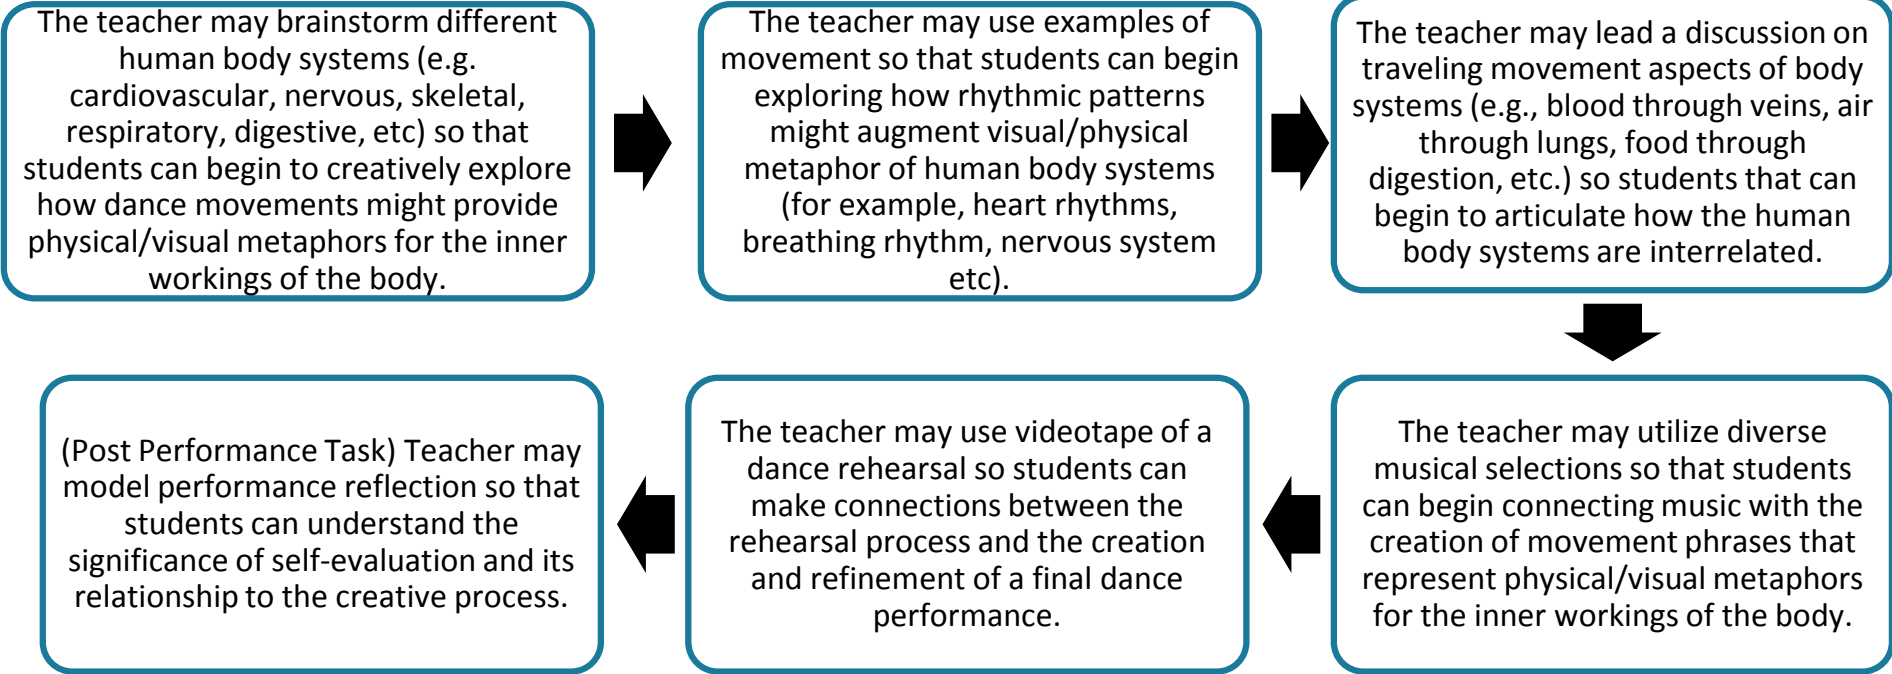 The teacher may brainstorm different
human body systems (e.g.
cardiovascular, nervous, skeletal,
respiratory, digestive, etc) so that
students can begin to creatively explore
how dance movements might provide
physical/visual metaphors for the inner
workings of the body.
The teacher may use examples of
movement so that students can begin
exploring how rhythmic patterns
might augment visual/physical
metaphor of human body systems
(for example, heart rhythms,
breathing rhythm, nervous system
etc).
The teacher may lead a discussion on
traveling movement aspects of body
systems (e.g., blood through veins, air
through lungs, food through
digestion, etc.) so students that can
begin to articulate how the human
body systems are interrelated.
The teacher may utilize diverse
musical selections so that students
can begin connecting music with the
creation of movement phrases that
represent physical/visual metaphors
for the inner workings of the body.
The teacher may use videotape of a
dance rehearsal so students can
make connections between the
rehearsal process and the creation
and refinement of a final dance
performance.
(Post Performance Task) Teacher may
model performance reflection so that
students can understand the
significance of self-evaluation and its
relationship to the creative process.